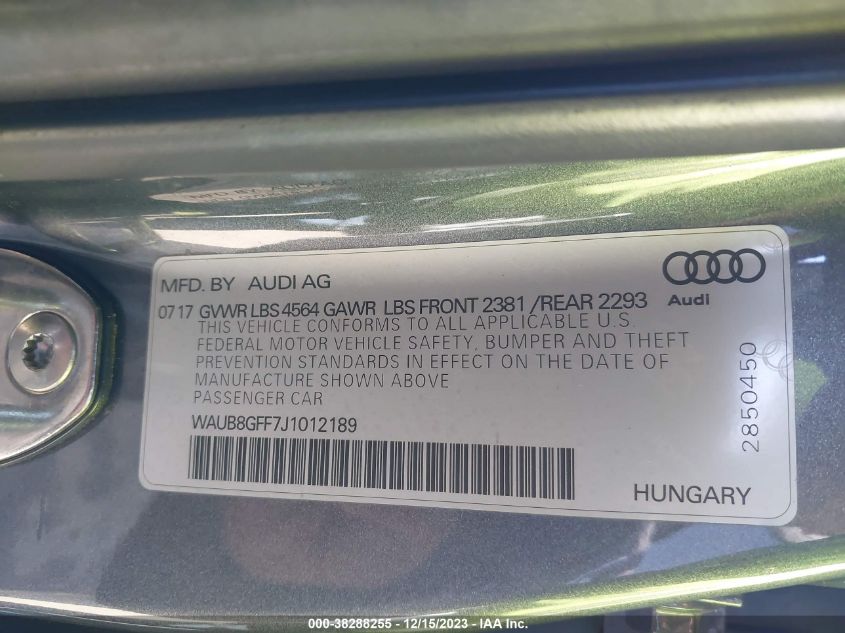 MFD. BY AUDI AG
Audi
07 17 GVWR LBS 4564 GAWR LBS FRONT 2381 /REAR 2293
THIS VEHICLE CONFORMS TO ALL APPLICABLE U.S.
FEDERAL MOTOR VEHICLE SAFETY, BUMPER AND THEFT
PREVENTION STANDARDS IN EFFECT ON THE DATE OF
MANUFACTURE SHOWN ABOVE
PASSENGER CAR
WAUB8GFF7J1012189
2850450
HUNGARY
000-38288255 - 12/15/2023 - IAA Inc.